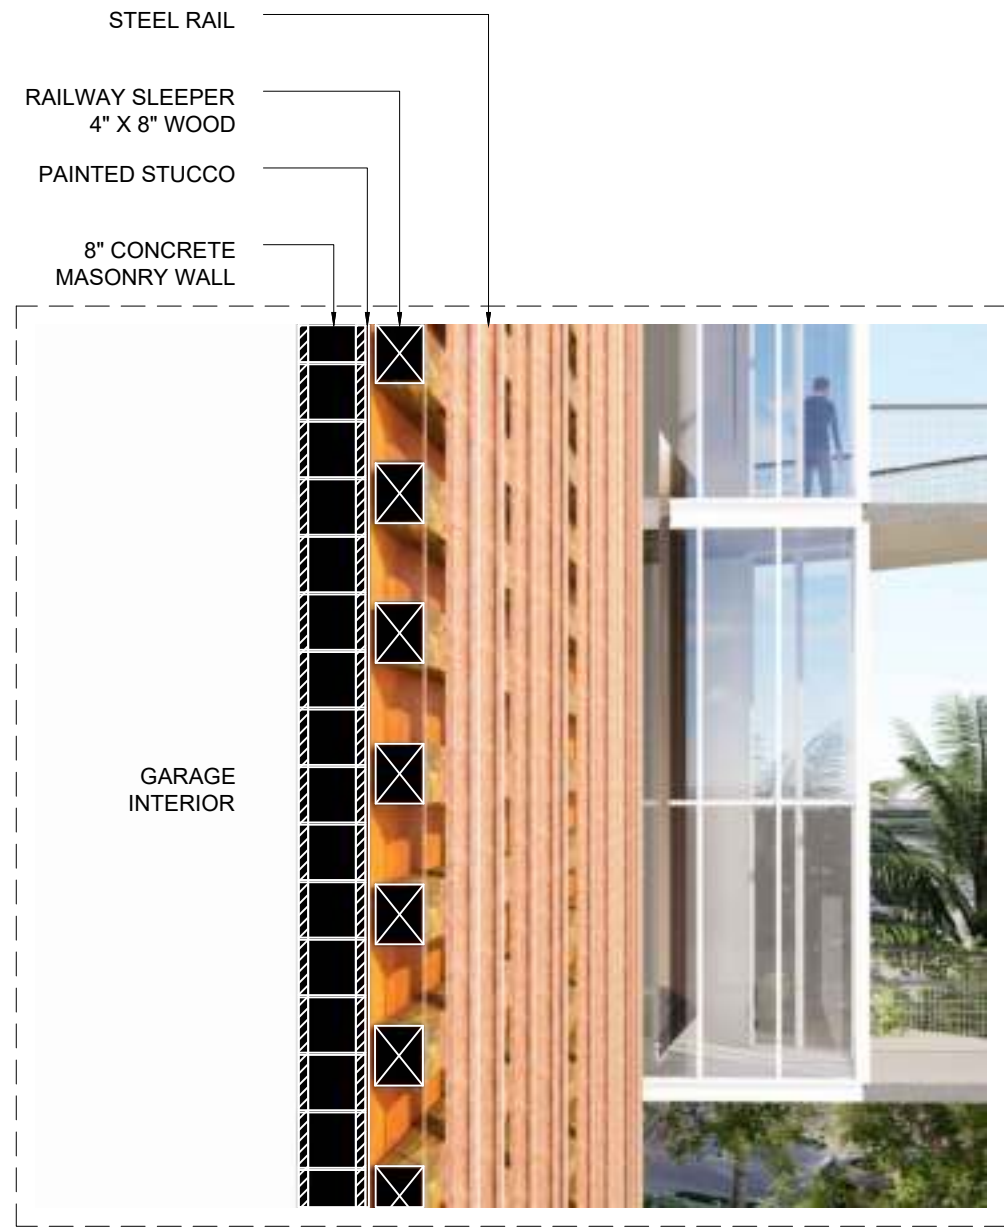 STEEL RAIL
RAILWAY SLEEPER
4" X 8" WOOD
PAINTED STUCCO
8" CONCRETE
MASONRY WALL
GARAGE
INTERIOR